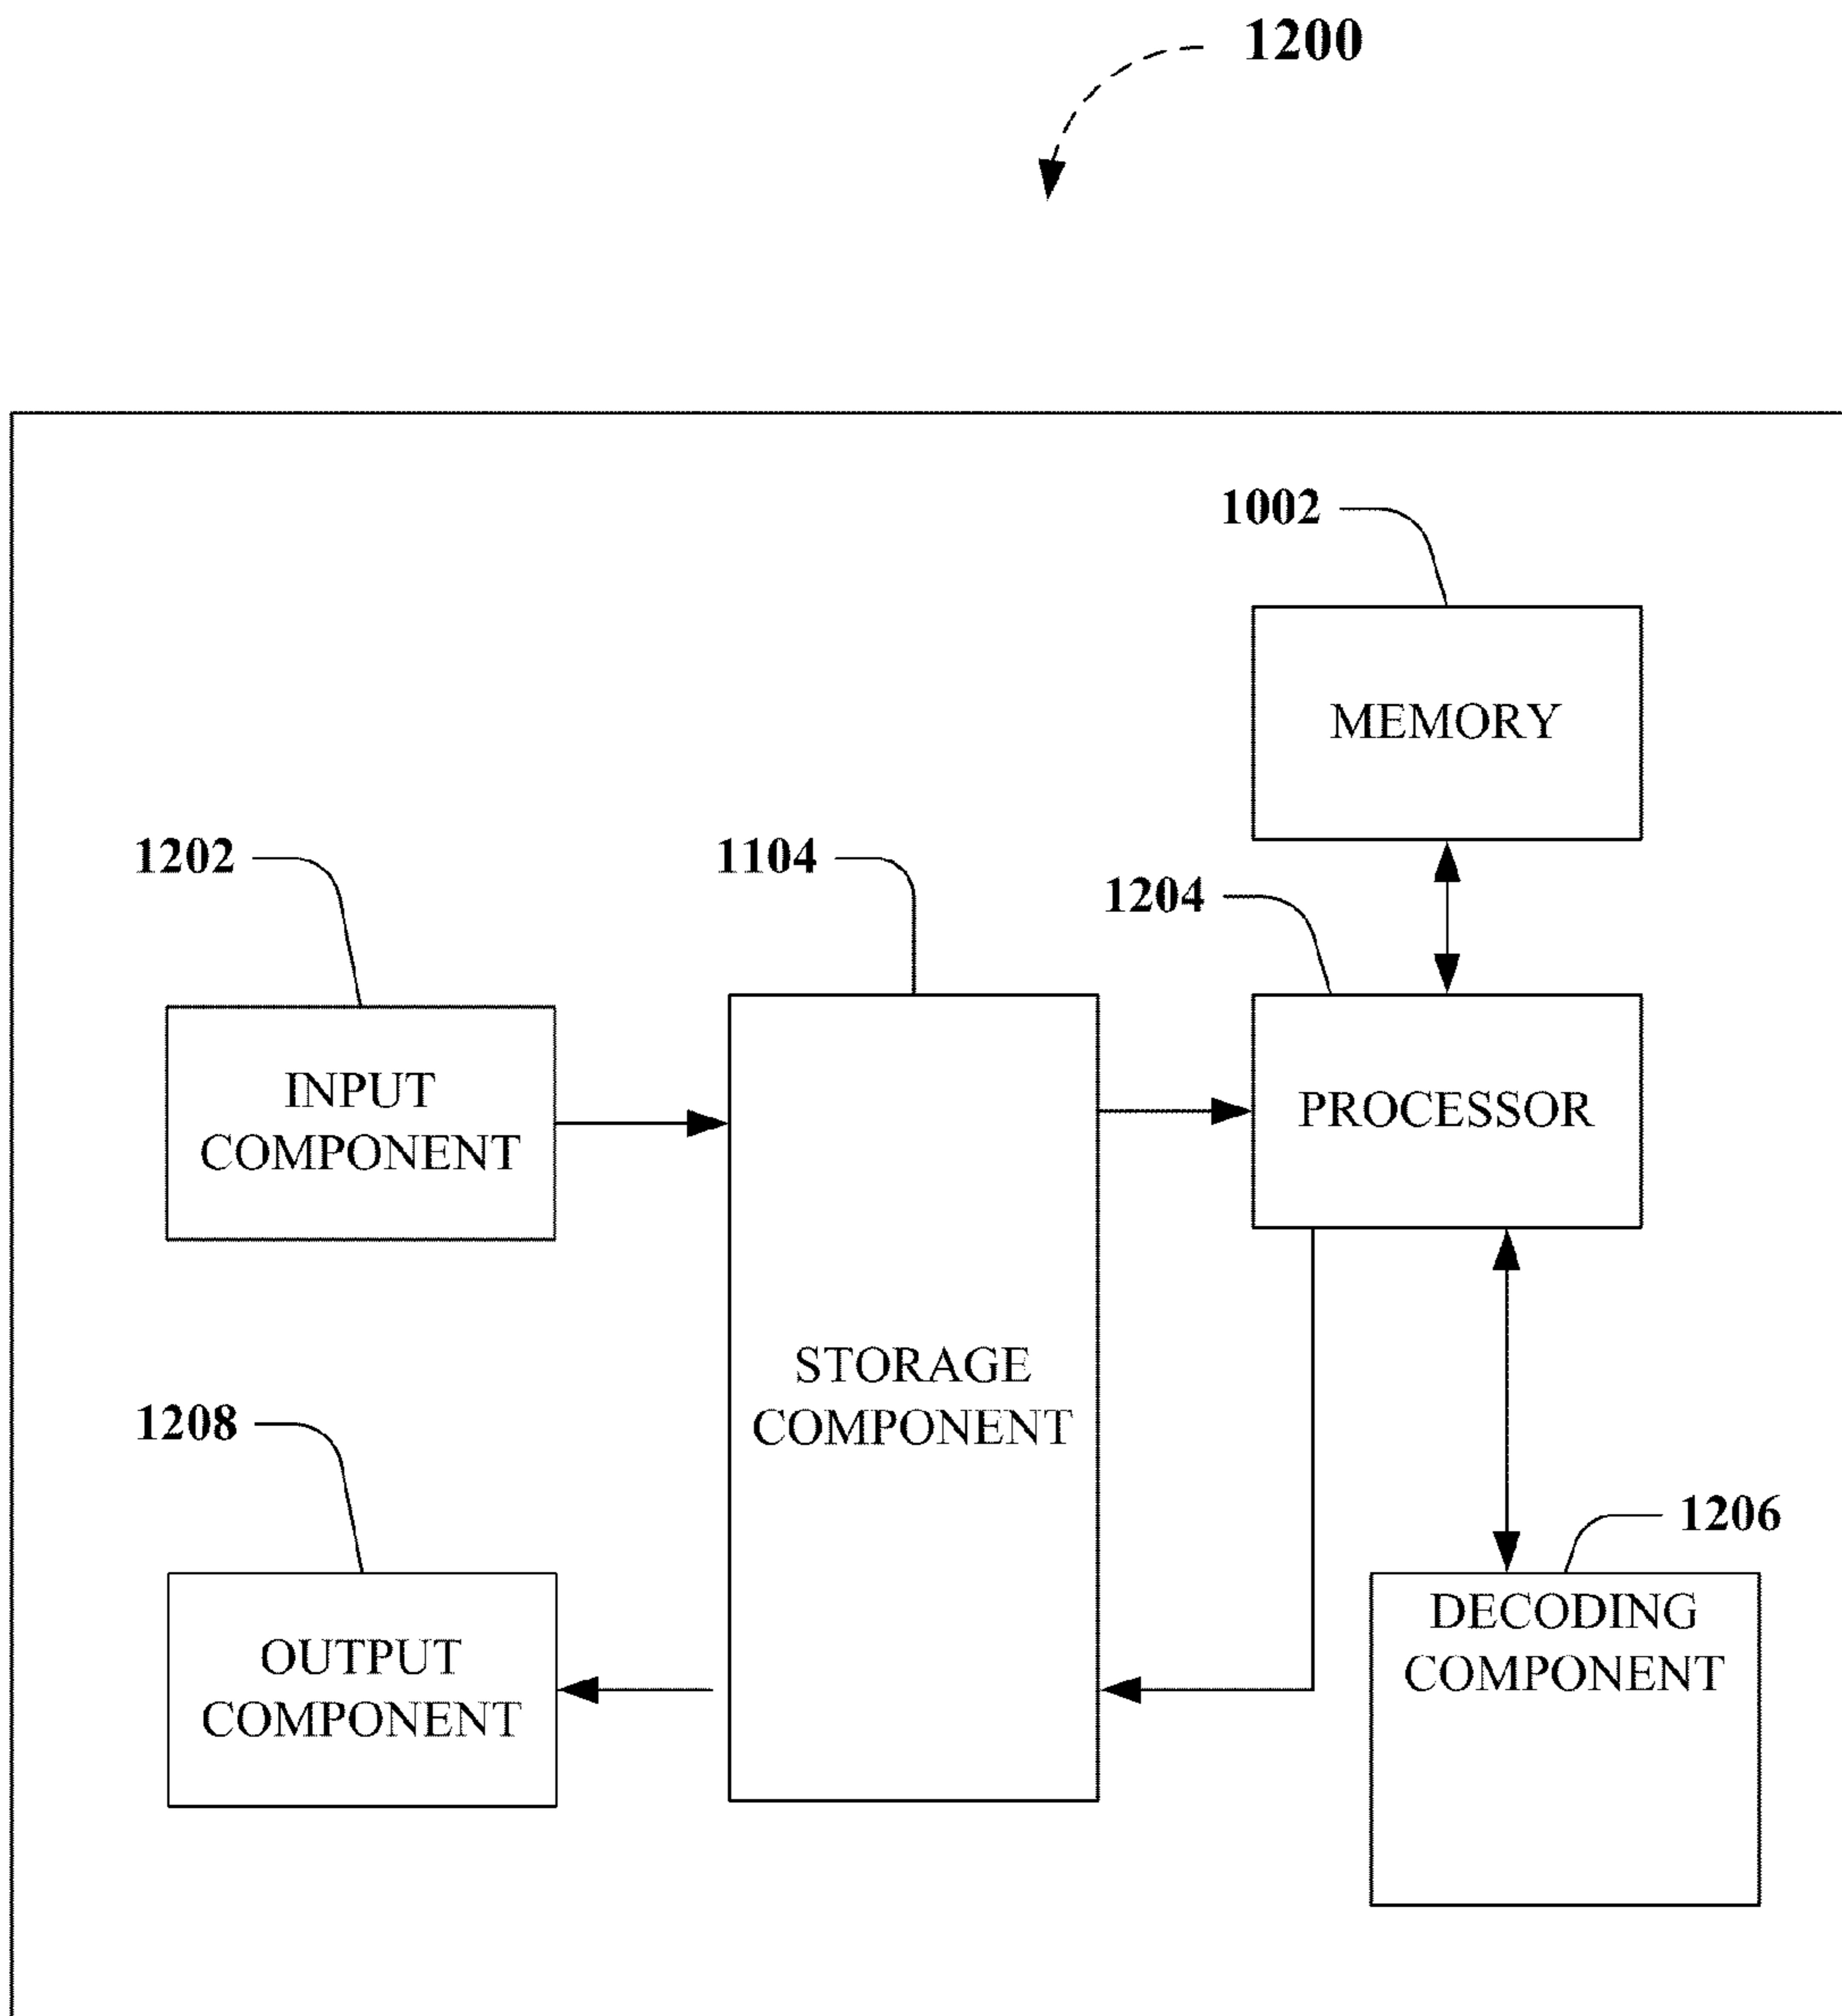 1200
1002
MEMORY
1202
1104
1204
INPUT
COMPONENT
PROCESSOR
STORAGE
COMPONENT
1208
1206
OUTPUT
COMPONENT
DECODING
COMPONENT